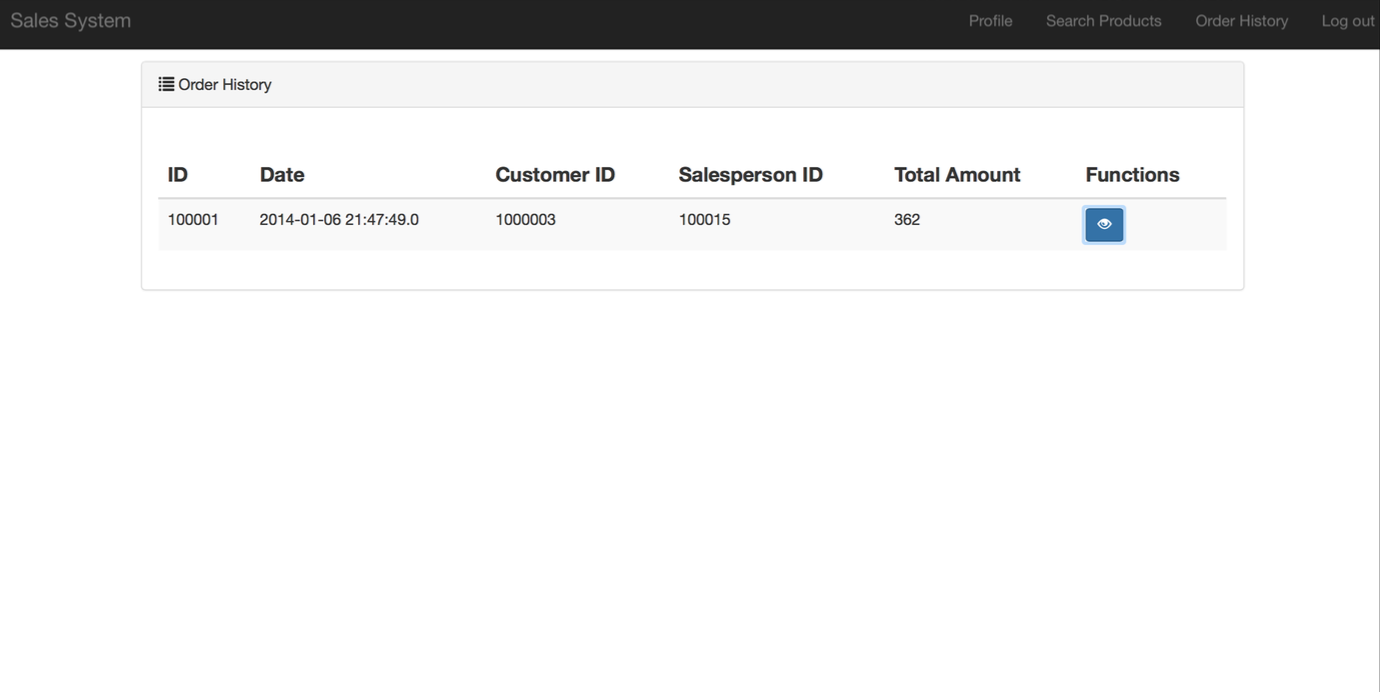 Sales System Profile Search Products Order History Log out
Order History
ID Date Customer ID Salesperson ID Total Amount Functions
100001 2014-01-06 21:47:49.0 1000003 100015 362